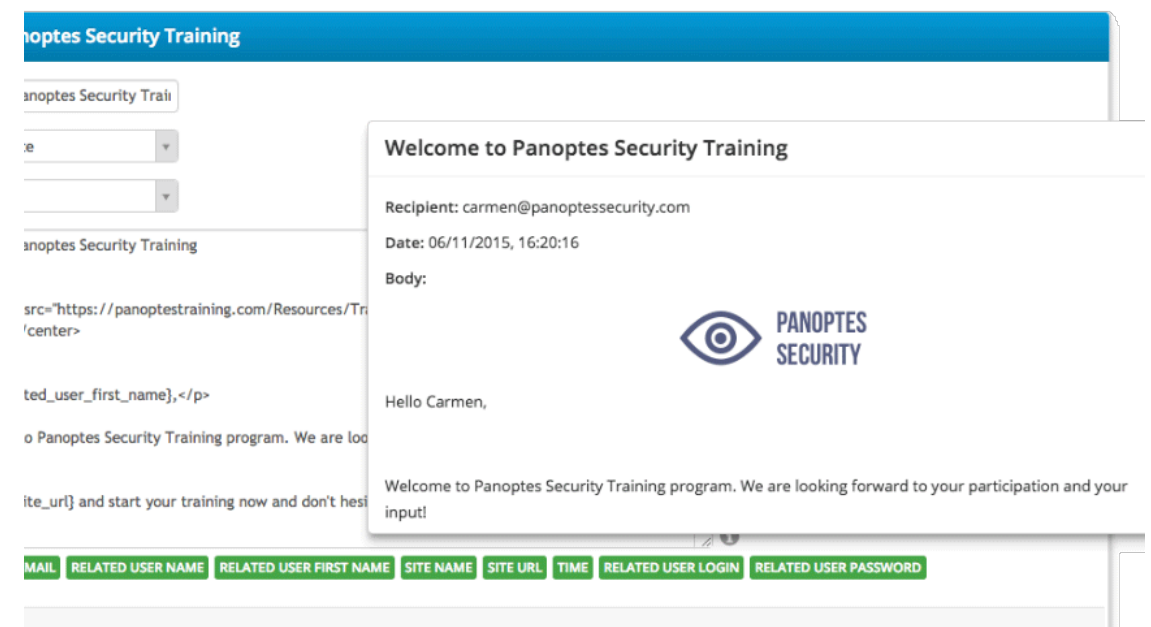 noptes Security Training
anoptes Security Trai
te
anoptes Security Training
src="https://panoptestraining.com/Resources/Tr
/center>
ted_user_first_name},</p>
o Panoptes Security Training program. We are loo
ite_url} and start your training now and don't hesi
MAIL RELATED USER NAME RELATED USER FIRST NAME SITE NAME SITE URL TIME RELATED USER LOGIN RELATED USER PASSWORD
Welcome to Panoptes Security Training
Recipient: carmen@panoptessecurity.com
Date: 06/11/2015, 16:20:16
Body:
PANOPTES
SECURITY
Hello Carmen,
Welcome to Panoptes Security Training program. We are looking forward to your participation and your
input!